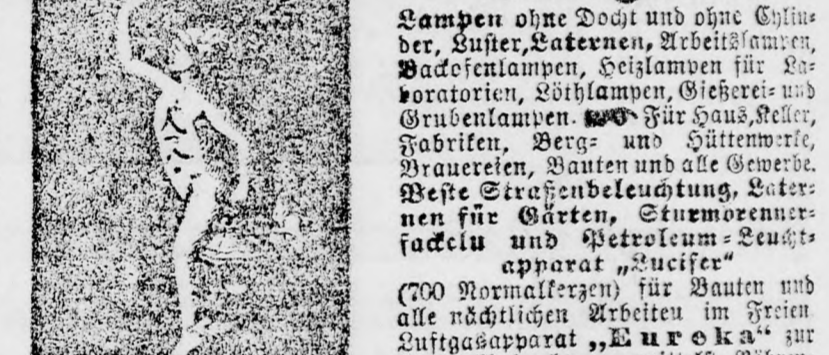 Lampen ohne Docht und ohne Cylin-
der, Luster, Laternen, Arbeitslampen,
Backofenlampen, Heizlampen für La-
boratorien, Löthlampen, Gießerei- und
Grubenlampen. Für Haus, Keller,
Fabriken, Berg- und Hüttenwerke,
Brauereien, Bauten und alle Gewerbe.
Beste Straßenbeleuchtung, Later-
nen für Gärten, Sturmbrenner-
fackeln und Petroleum-Leucht-
apparat „Lucifer“
(700 Normalkerzen) für Bauten und
alle nächtlichen Arbeiten im Freien
Luftgasapparat „Eureka“ zur